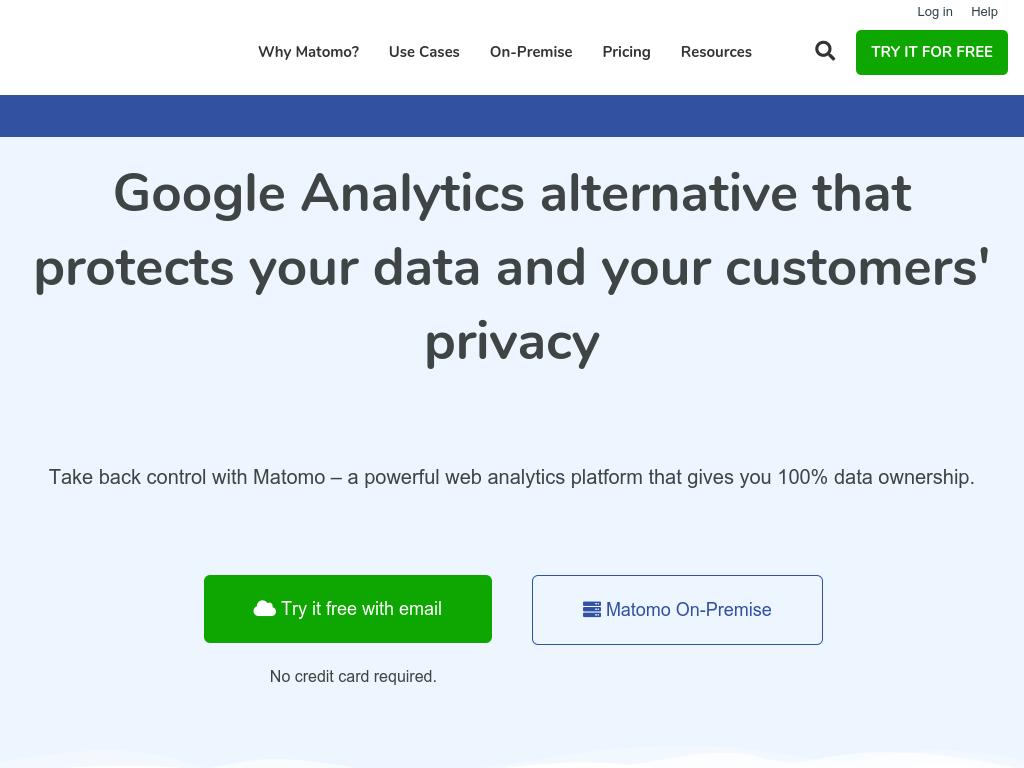 Log in Help
Why Matomo? Use Cases On-Premise Pricing Resources TRY IT FOR FREE
Google Analytics alternative that
protects your data and your customers'
privacy
Take back control with Matomo – a powerful web analytics platform that gives you 100% data ownership.
Try it free with email Matomo On-Premise
No credit card required.